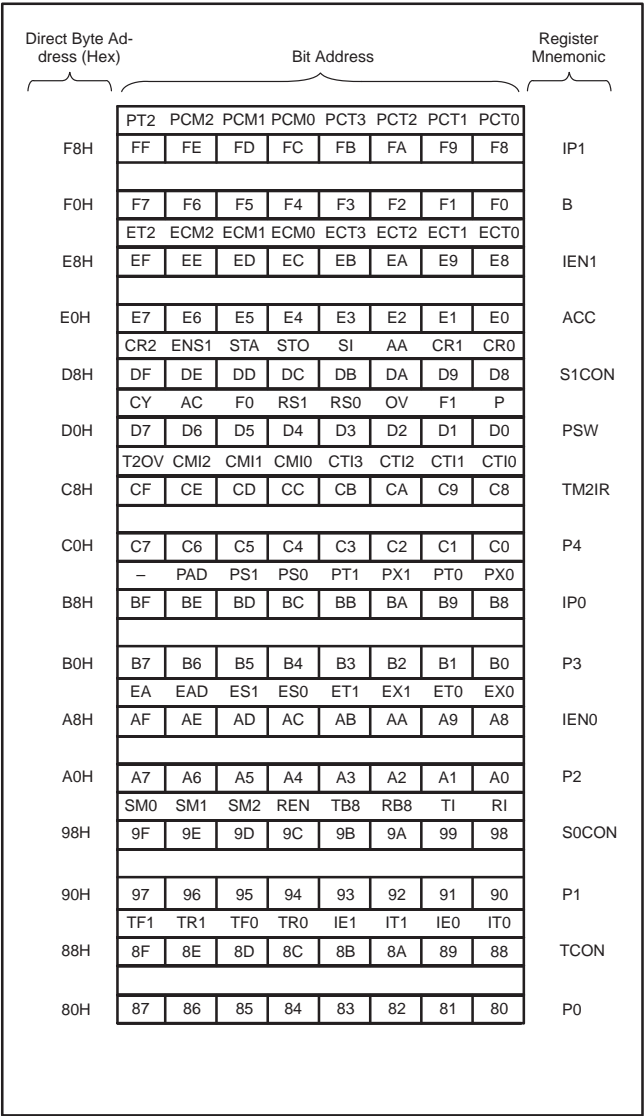 Direct Byte Ad-
dress (Hex)
Bit Address
Register
Mnemonic
PT2 PCM2 PCM1 PCM0 PCT3 PCT2 PCT1 PCT0
F8H FF FE FD FC FB FA F9 F8 IP1
F0H F7 F6 F5 F4 F3 F2 F1 F0 B
ET2 ECM2 ECM1 ECM0 ECT3 ECT2 ECT1 ECT0
E8H EF EE ED EC EB EA E9 E8 IEN1
E0H E7 E6 E5 E4 E3 E2 E1 E0 ACC
CR2 ENS1 STA STO SI AA CR1 CR0
D8H DF DE DD DC DB DA D9 D8 S1CON
CY AC F0 RS1 RS0 OV F1 P
D0H D7 D6 D5 D4 D3 D2 D1 D0 PSW
T2OV CMI2 CMI1 CMI0 CTI3 CTI2 CTI1 CTI0
C8H CF CE CD CC CB CA C9 C8 TM2IR
C0H C7 C6 C5 C4 C3 C2 C1 C0 P4
– PAD PS1 PS0 PT1 PX1 PT0 PX0
B8H BF BE BD BC BB BA B9 B8 IP0
B0H B7 B6 B5 B4 B3 B2 B1 B0 P3
EA EAD ES1 ES0 ET1 EX1 ET0 EX0
A8H AF AE AD AC AB AA A9 A8 IEN0
A0H A7 A6 A5 A4 A3 A2 A1 A0 P2
SM0 SM1 SM2 REN TB8 RB8 TI RI
98H 9F 9E 9D 9C 9B 9A 99 98 S0CON
90H 97 96 95 94 93 92 91 90 P1
TF1 TR1 TF0 TR0 IE1 IT1 IE0 IT0
88H 8F 8E 8D 8C 8B 8A 89 88 TCON
80H 87 86 85 84 83 82 81 80 P0